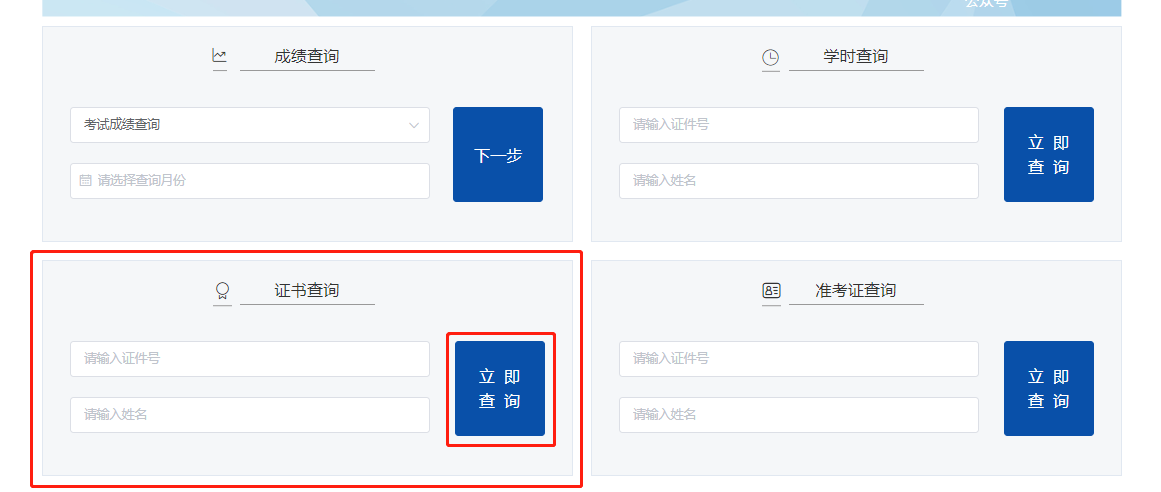 公众号
成绩查询
考试成绩查询
请选择查询月份
下一步
学时查询
请输入证件号
请输入姓名
立 即
查 询
证书查询
请输入证件号
请输入姓名
立 即
查 询
准考证查询
请输入证件号
请输入姓名
立 即
查 询